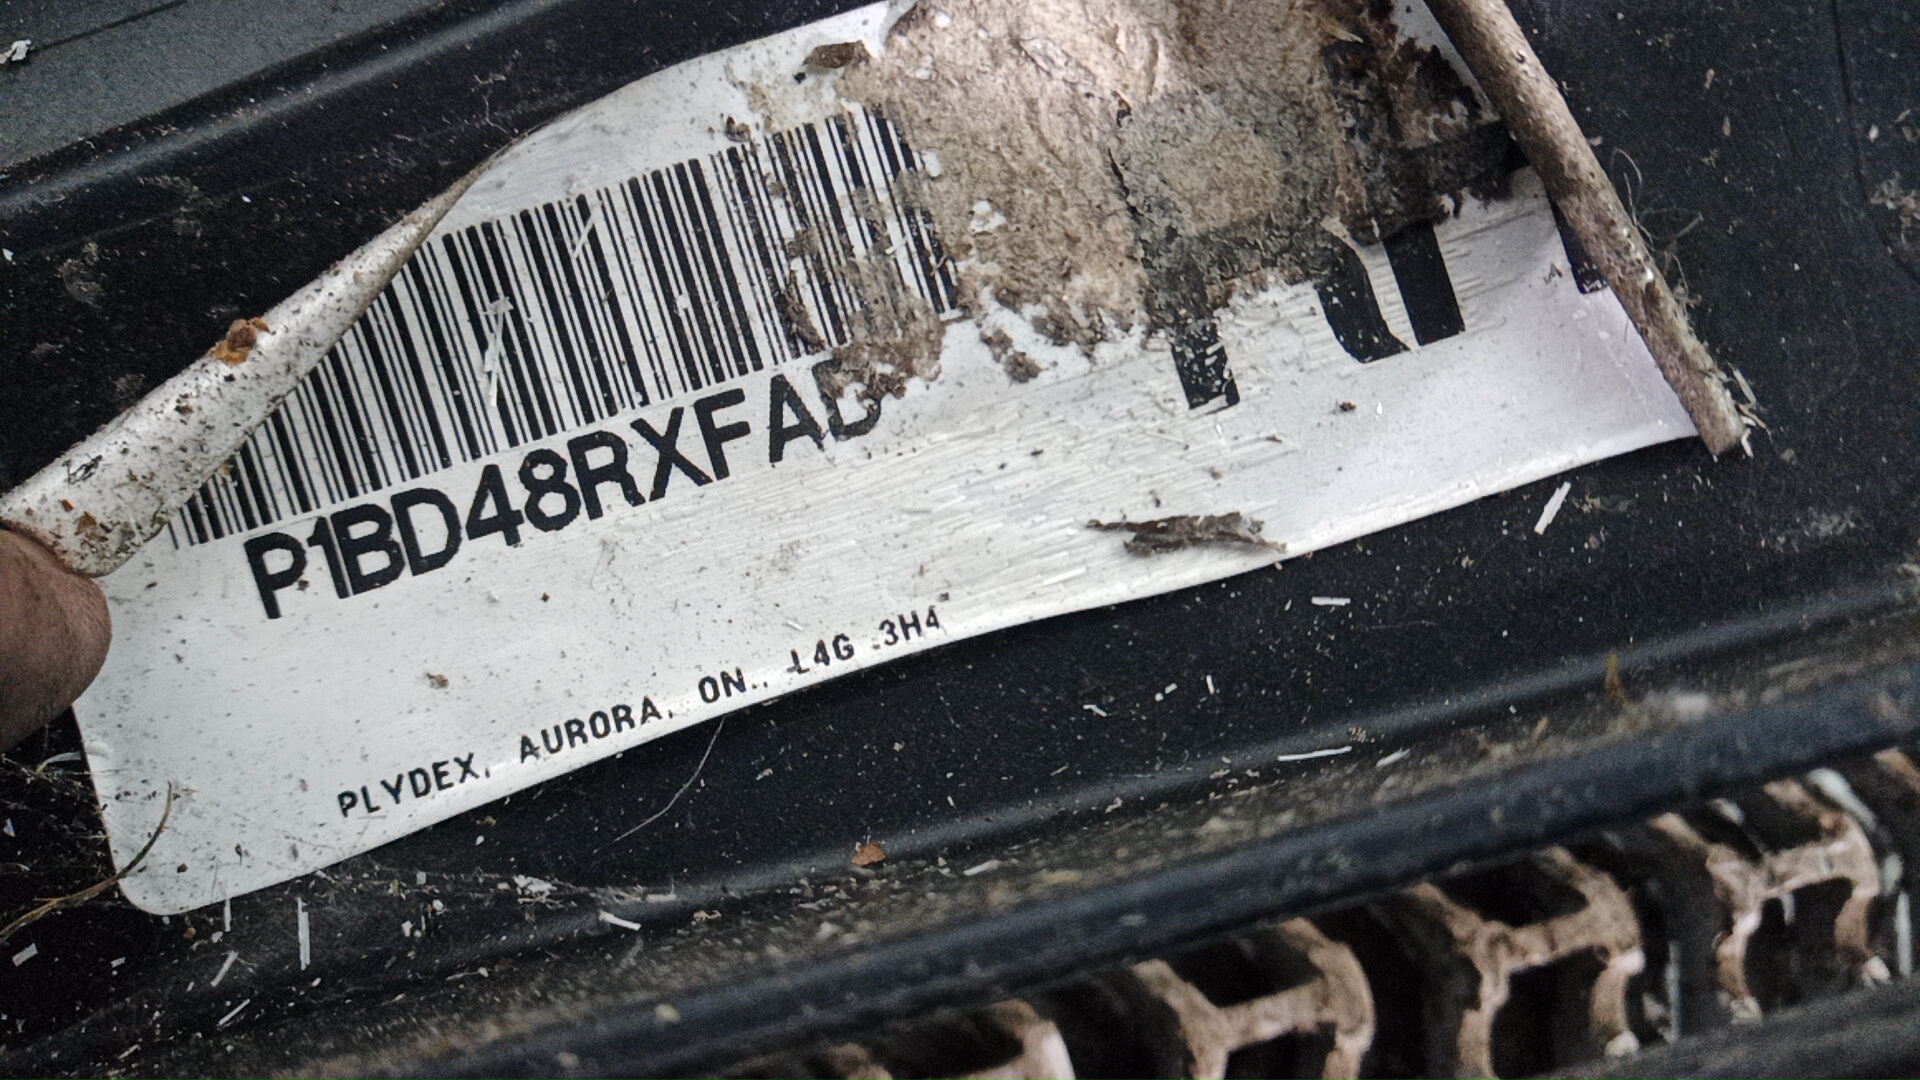 P1BD48RXFAD
PLYDEX, AURORA, ON., L4G 3H4